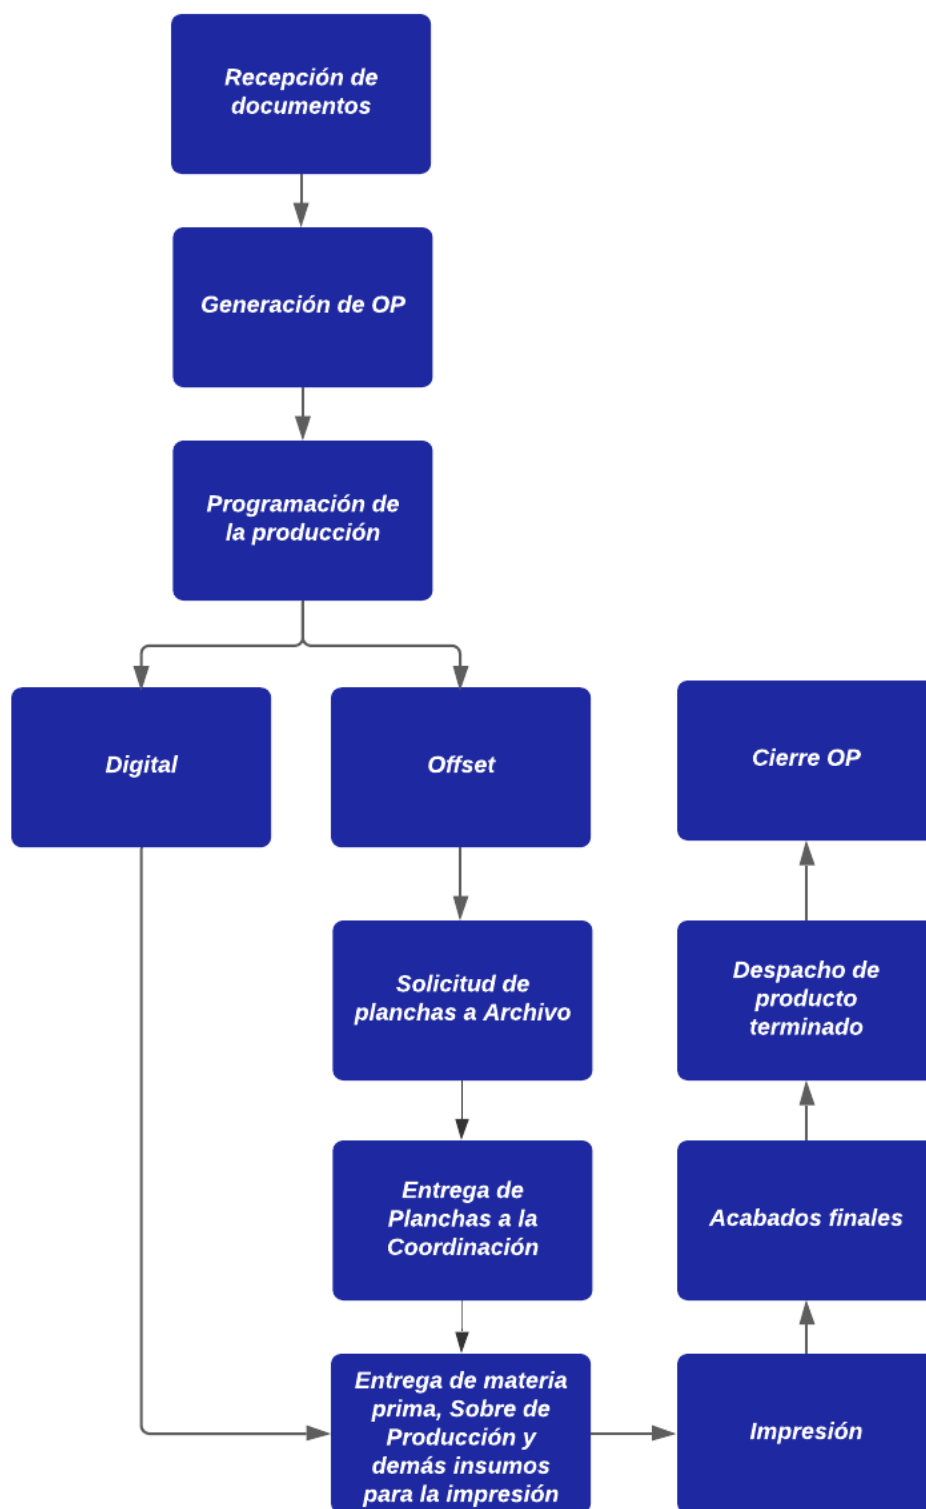 Recepción de
documentos
Generación de OP
Programación de
la producción
Digital
Offset
Cierre OP
Solicitud de
planchas a Archivo
Despacho de
producto
terminado
Entrega de
Planchas a la
Coordinación
Acabados finales
Entrega de materia
prima, Sobre de
Producción y
demás insumos
para la impresión
Impresión